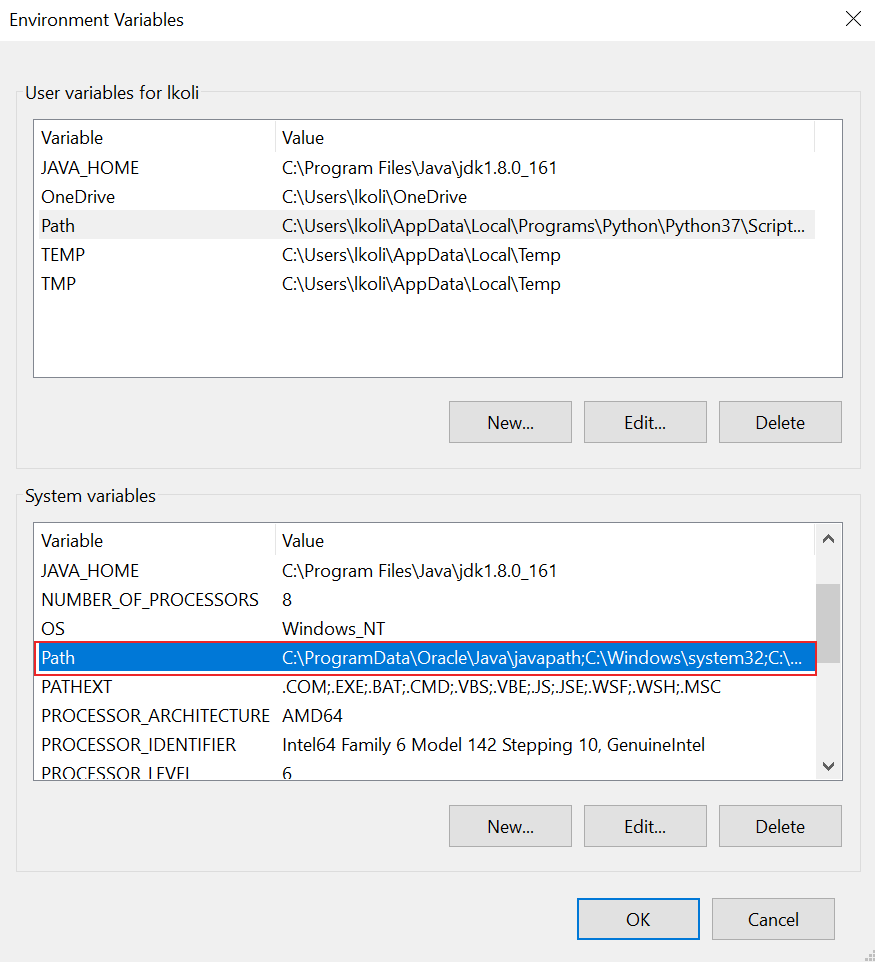 Environment Variables
User variables for lkoli
Variable Value
JAVA_HOME C:\Program Files\Java\jdk1.8.0_161
OneDrive C:\Users\lkoli\OneDrive
Path C:\Users\lkoli\AppData\Local\Programs\Python\Python37\Script...
TEMP C:\Users\lkoli\AppData\Local\Temp
TMP C:\Users\lkoli\AppData\Local\Temp
New... Edit... Delete
System variables
Variable Value
JAVA_HOME C:\Program Files\Java\jdk1.8.0_161
NUMBER_OF_PROCESSORS 8
OS Windows_NT
Path C:\ProgramData\Oracle\Java\javapath;C:\Windows\system32;C:\...
PATHEXT .COM;.EXE;.BAT;.CMD;.VBS;.VBE;.JS;.JSE;.WSF;.WSH;.MSC
PROCESSOR_ARCHITECTURE AMD64
PROCESSOR_IDENTIFIER Intel64 Family 6 Model 142 Stepping 10, GenuineIntel
PROCESSOR_LEVEL 6
New... Edit... Delete
OK Cancel